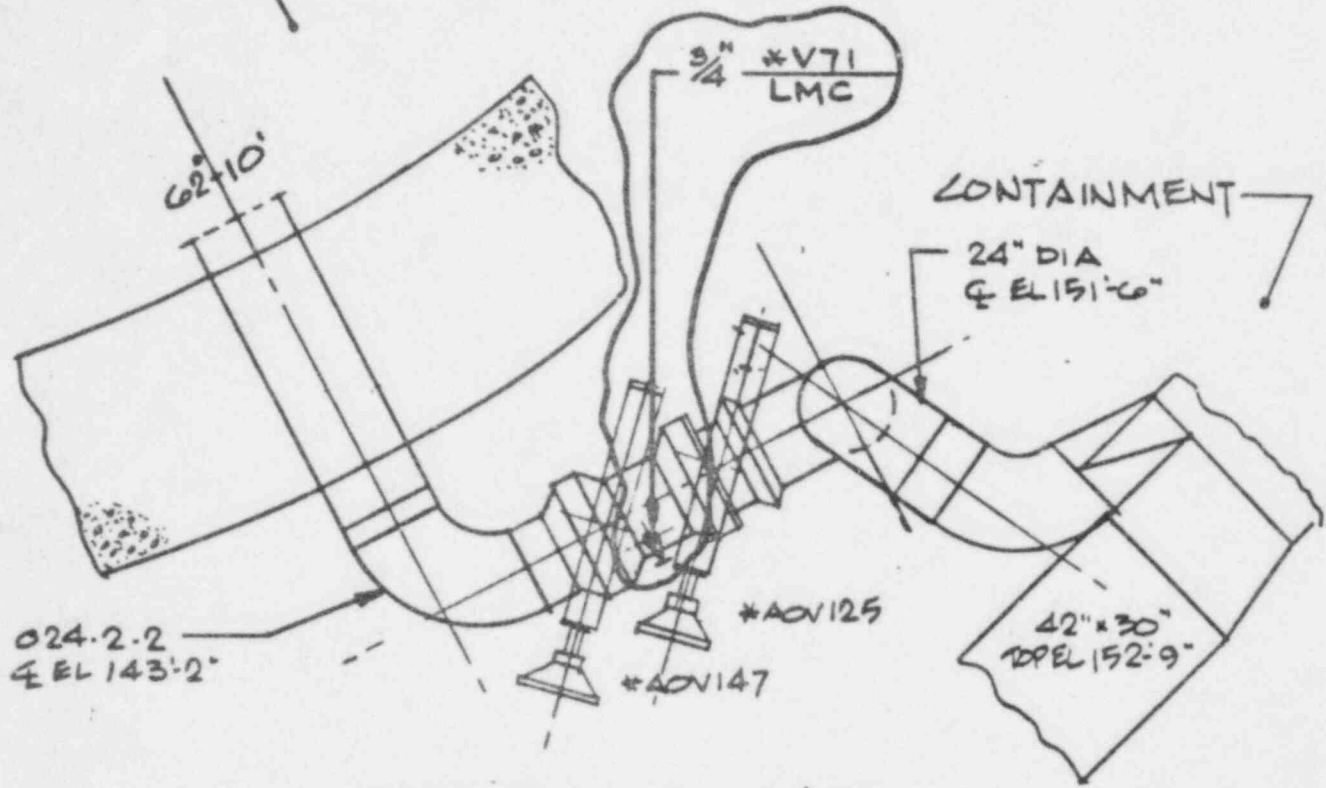 3/4" *V71
LMC
62°-10'
CONTAINMENT
24" DIA
℄ EL 151'-6"
024-2-2
℄ EL 143'-2"
*AOV125
*AOV147
42" x 30"
TOP EL 152'-9"